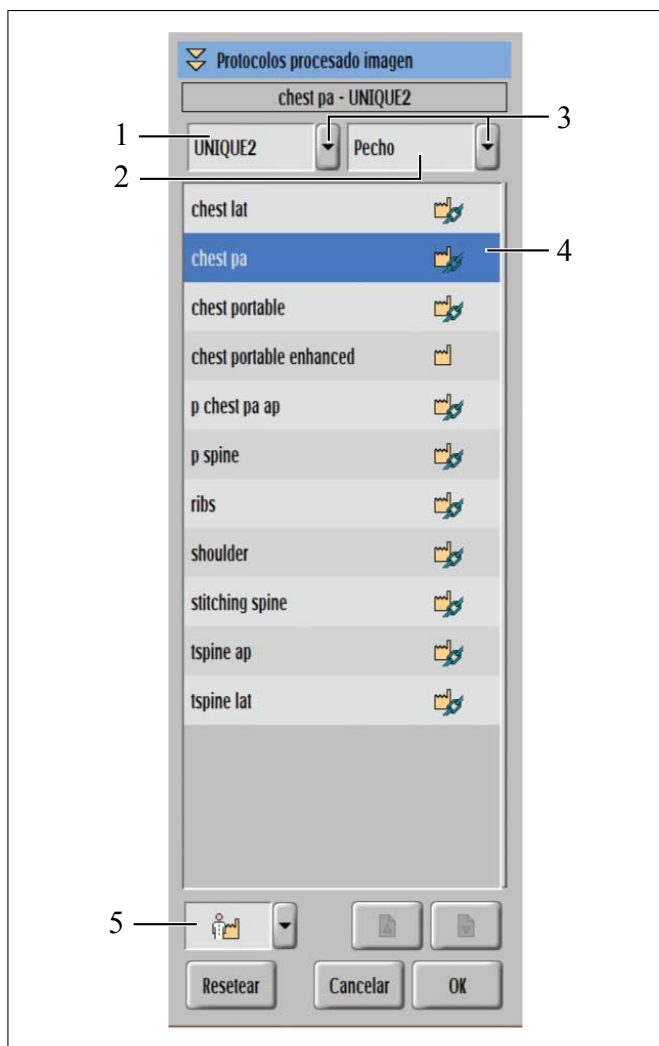 Protocolos procesado imagen
chest pa - UNIQUE2
1 UNIQUE2 Pecho 3
2
chest lat
chest pa 4
chest portable
chest portable enhanced
p chest pa ap
p spine
ribs
shoulder
stitching spine
tspine ap
tspine lat
5
Resetear Cancelar OK